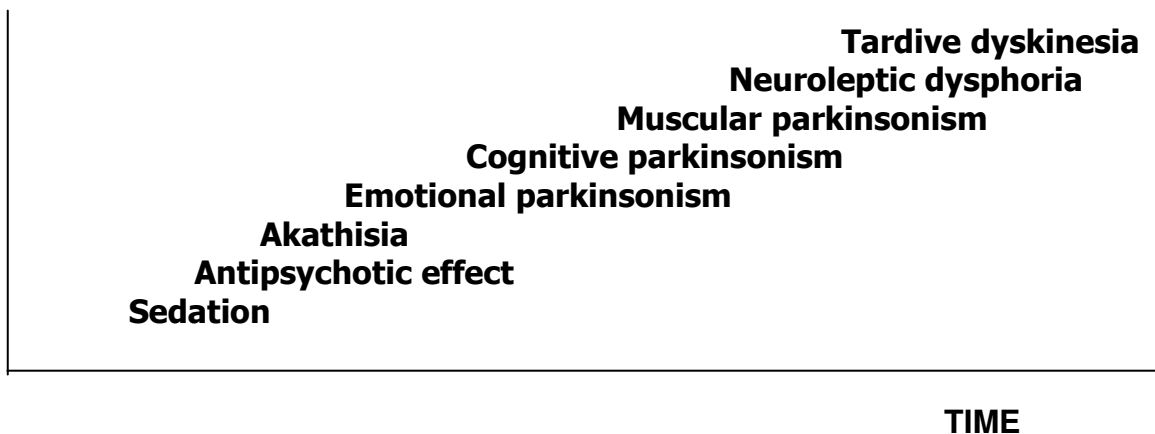 Tardive dyskinesia
Neuroleptic dysphoria
Muscular parkinsonism
Cognitive parkinsonism
Emotional parkinsonism
Akathisia
Antipsychotic effect
Sedation
TIME